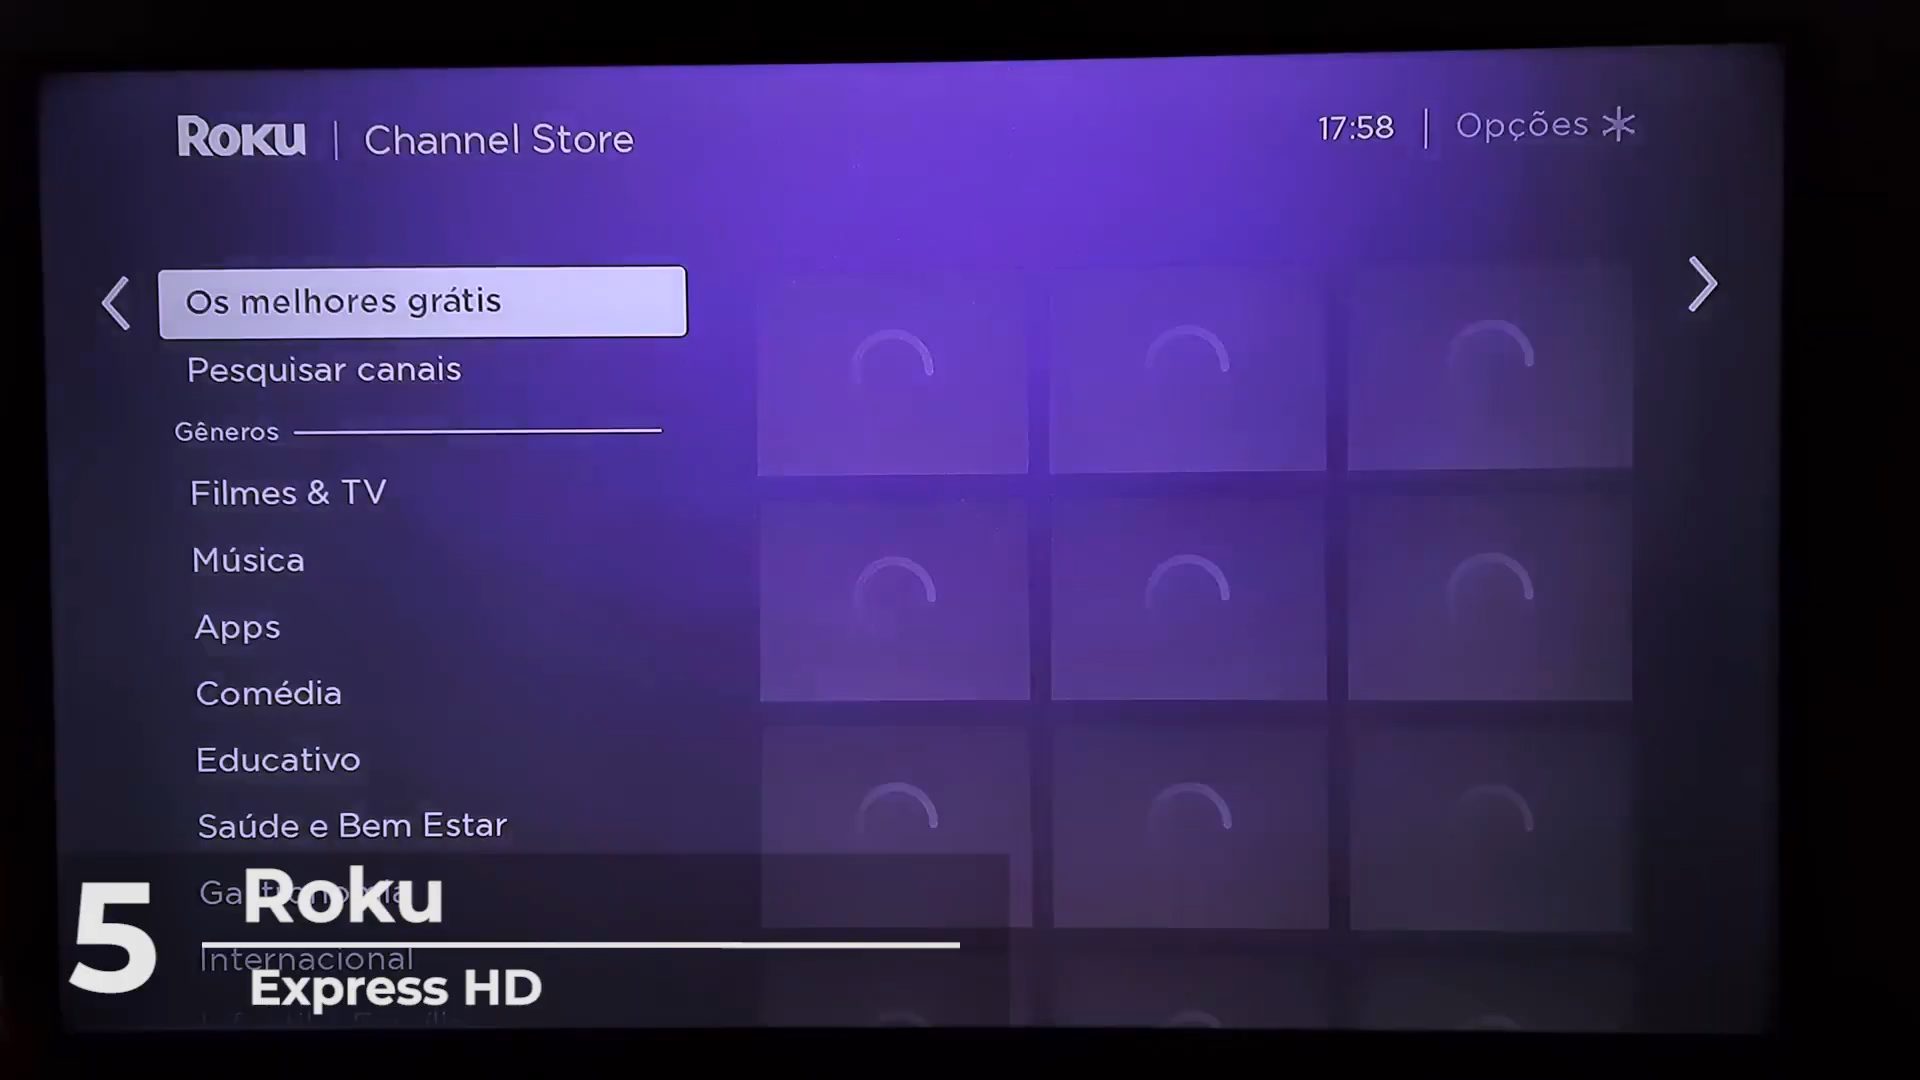 Roku | Channel Store
17:58 | Opções
Os melhores grátis
Pesquisar canais
Gêneros
Filmes & TV
Música
Apps
Comédia
Educativo
Saúde e Bem Estar
Gastronomia
Internacional
5
Roku
Express HD